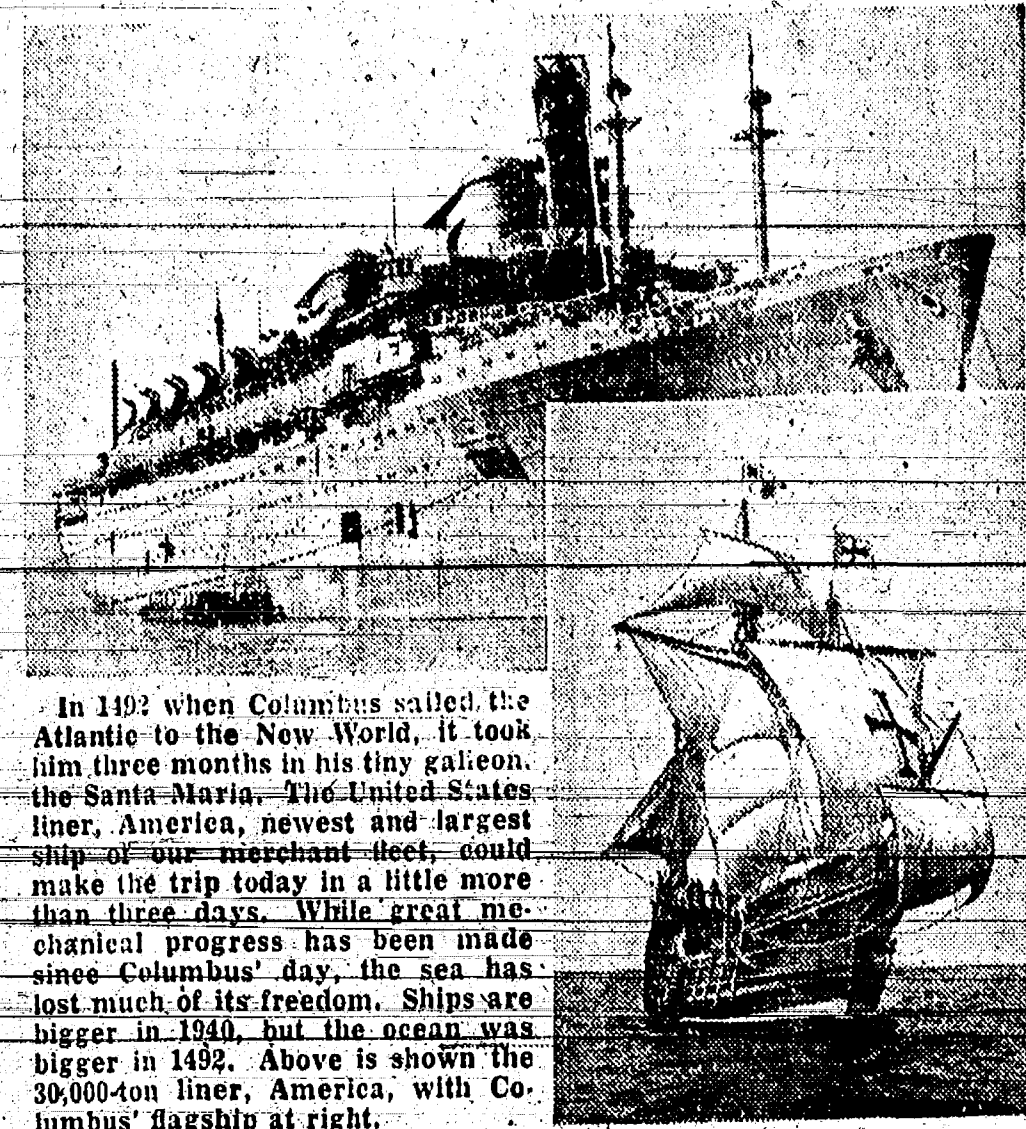 In 1492 when Columbus sailed the
Atlantic to the New World, it took
him three months in his tiny galleon,
the Santa Maria. The United States
liner, America, newest and largest
ship of our merchant fleet, could
make the trip today in a little more
than three days. While great me-
chanical progress has been made
since Columbus' day, the sea has
lost much of its freedom. Ships are
bigger in 1940, but the ocean was
bigger in 1492. Above is shown the
30,000-ton liner, America, with Co-
lumbus' flagship at right.